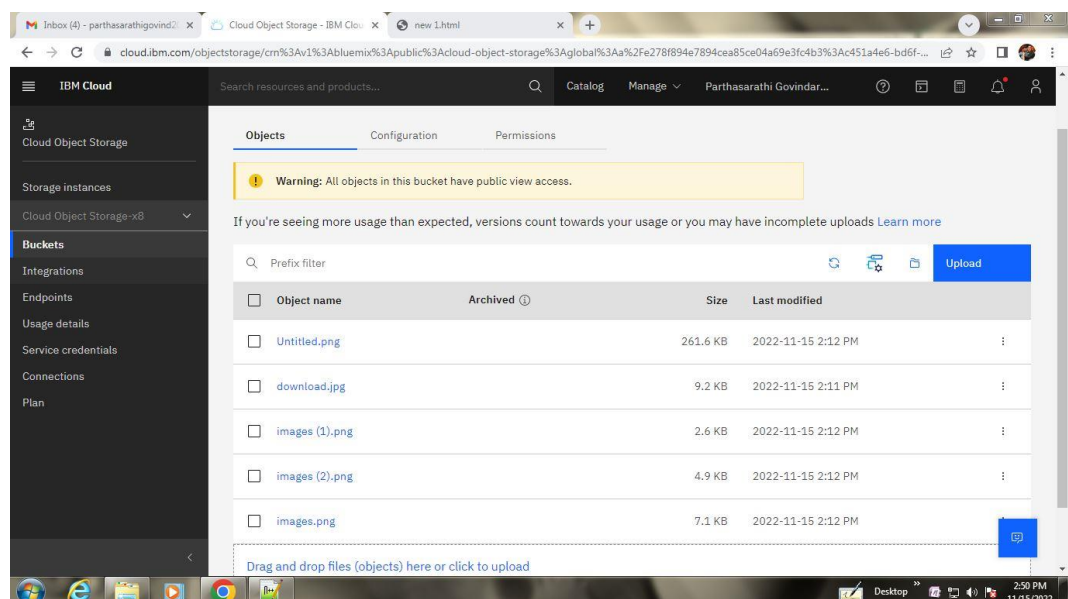 Inbox (4) - parthasarathigovind2
Cloud Object Storage - IBM Clou
new 1.html
cloud.ibm.com/objectstorage/crn%3Av1%3Abluemix%3Apublic%3Acloud-object-storage%3Aglobal%3Aa%2Fe278f894e7894cea85ce04a69e3fc4b3%3Ac451a4e6-bd6f-...
IBM Cloud
Search resources and products...
Catalog
Manage
Parthasarathi Govindar...
Cloud Object Storage
Storage instances
Cloud Object Storage-x8
Buckets
Integrations
Endpoints
Usage details
Service credentials
Connections
Plan
Objects Configuration Permissions
Warning: All objects in this bucket have public view access.
If you're seeing more usage than expected, versions count towards your usage or you may have incomplete uploads Learn more
Prefix filter
Upload
Object name Archived Size Last modified
Untitled.png 261.6 KB 2022-11-15 2:12 PM
download.jpg 9.2 KB 2022-11-15 2:11 PM
images (1).png 2.6 KB 2022-11-15 2:12 PM
images (2).png 4.9 KB 2022-11-15 2:12 PM
images.png 7.1 KB 2022-11-15 2:12 PM
Drag and drop files (objects) here or click to upload
Desktop
2:50 PM
11/15/2022